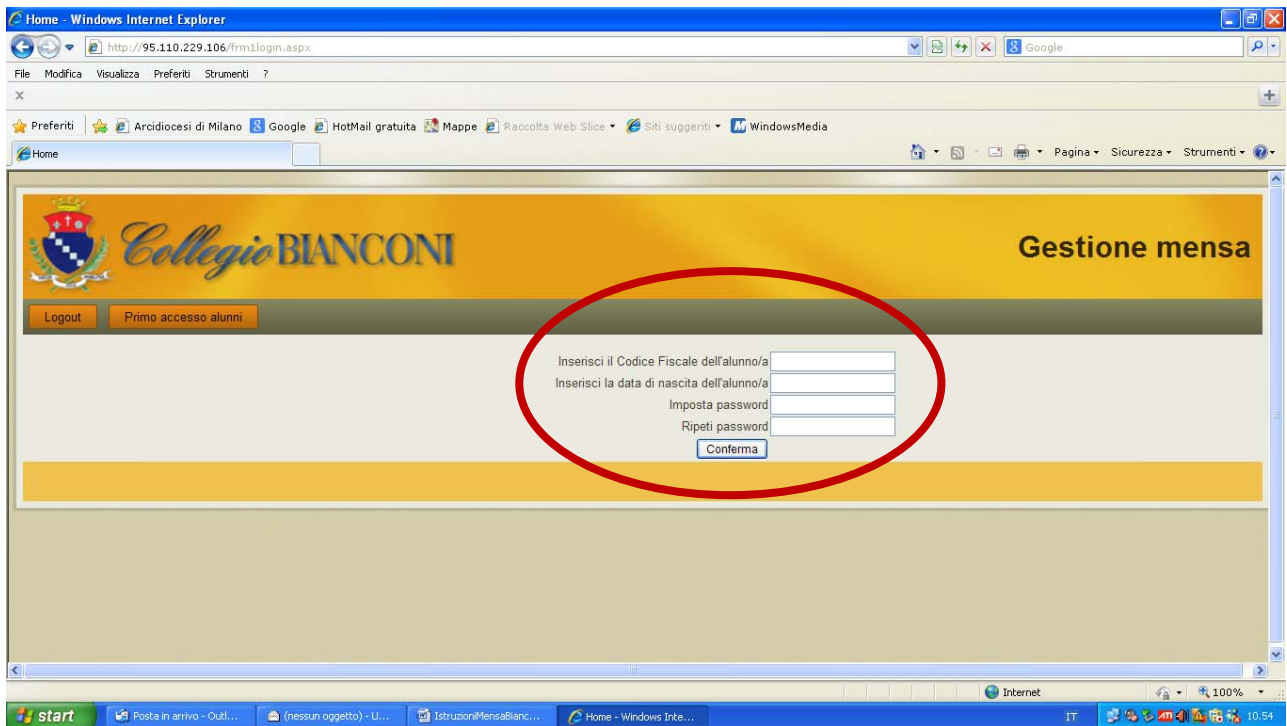 Home - Windows Internet Explorer
http://95.110.229.106/frm1login.aspx
Google
File Modifica Visualizza Preferiti Strumenti ?
x
Preferiti Arcidiocesi di Milano Google HotMail gratuita Mappe Raccolta Web Slice Siti suggeriti WindowsMedia
Home
Pagina Sicurezza Strumenti
Collegio BIANCONI
Gestione mensa
Logout Primo accesso alunni
Inserisci il Codice Fiscale dell'alunno/a
Inserisci la data di nascita dell'alunno/a
Imposta password
Ripeti password
Conferma
Internet 100%
start Posta in arrivo - Outl... (nessun oggetto) - U... IstruzioniMensaBianc... Home - Windows Inte... IT 10.54